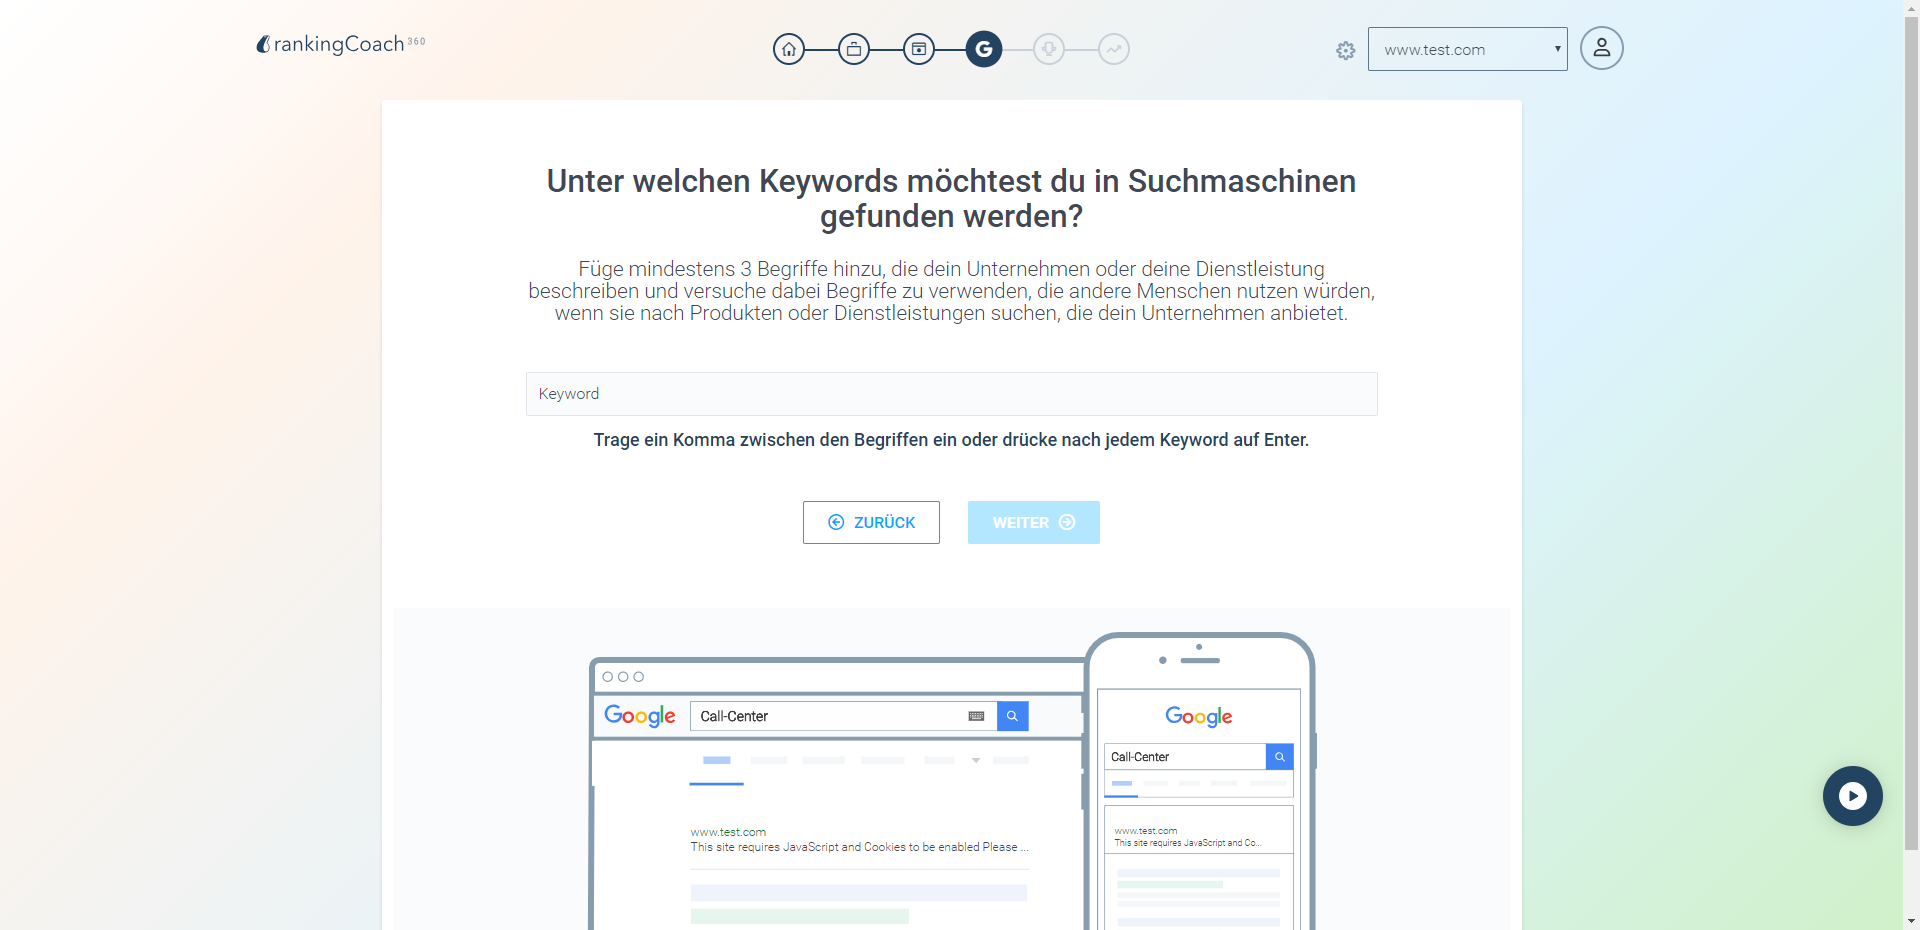 rankingCoach 360
G
www.test.com
Unter welchen Keywords möchtest du in Suchmaschinen
gefunden werden?
Füge mindestens 3 Begriffe hinzu, die dein Unternehmen oder deine Dienstleistung
beschreiben und versuche dabei Begriffe zu verwenden, die andere Menschen nutzen würden,
wenn sie nach Produkten oder Dienstleistungen suchen, die dein Unternehmen anbietet.
Keyword
Trage ein Komma zwischen den Begriffen ein oder drücke nach jedem Keyword auf Enter.
ZURÜCK
WEITER
Google
Call-Center
www.test.com
This site requires JavaScript and Cookies to be enabled Please ...
Google
Call-Center
www.test.com
This site requires JavaScript and Co...